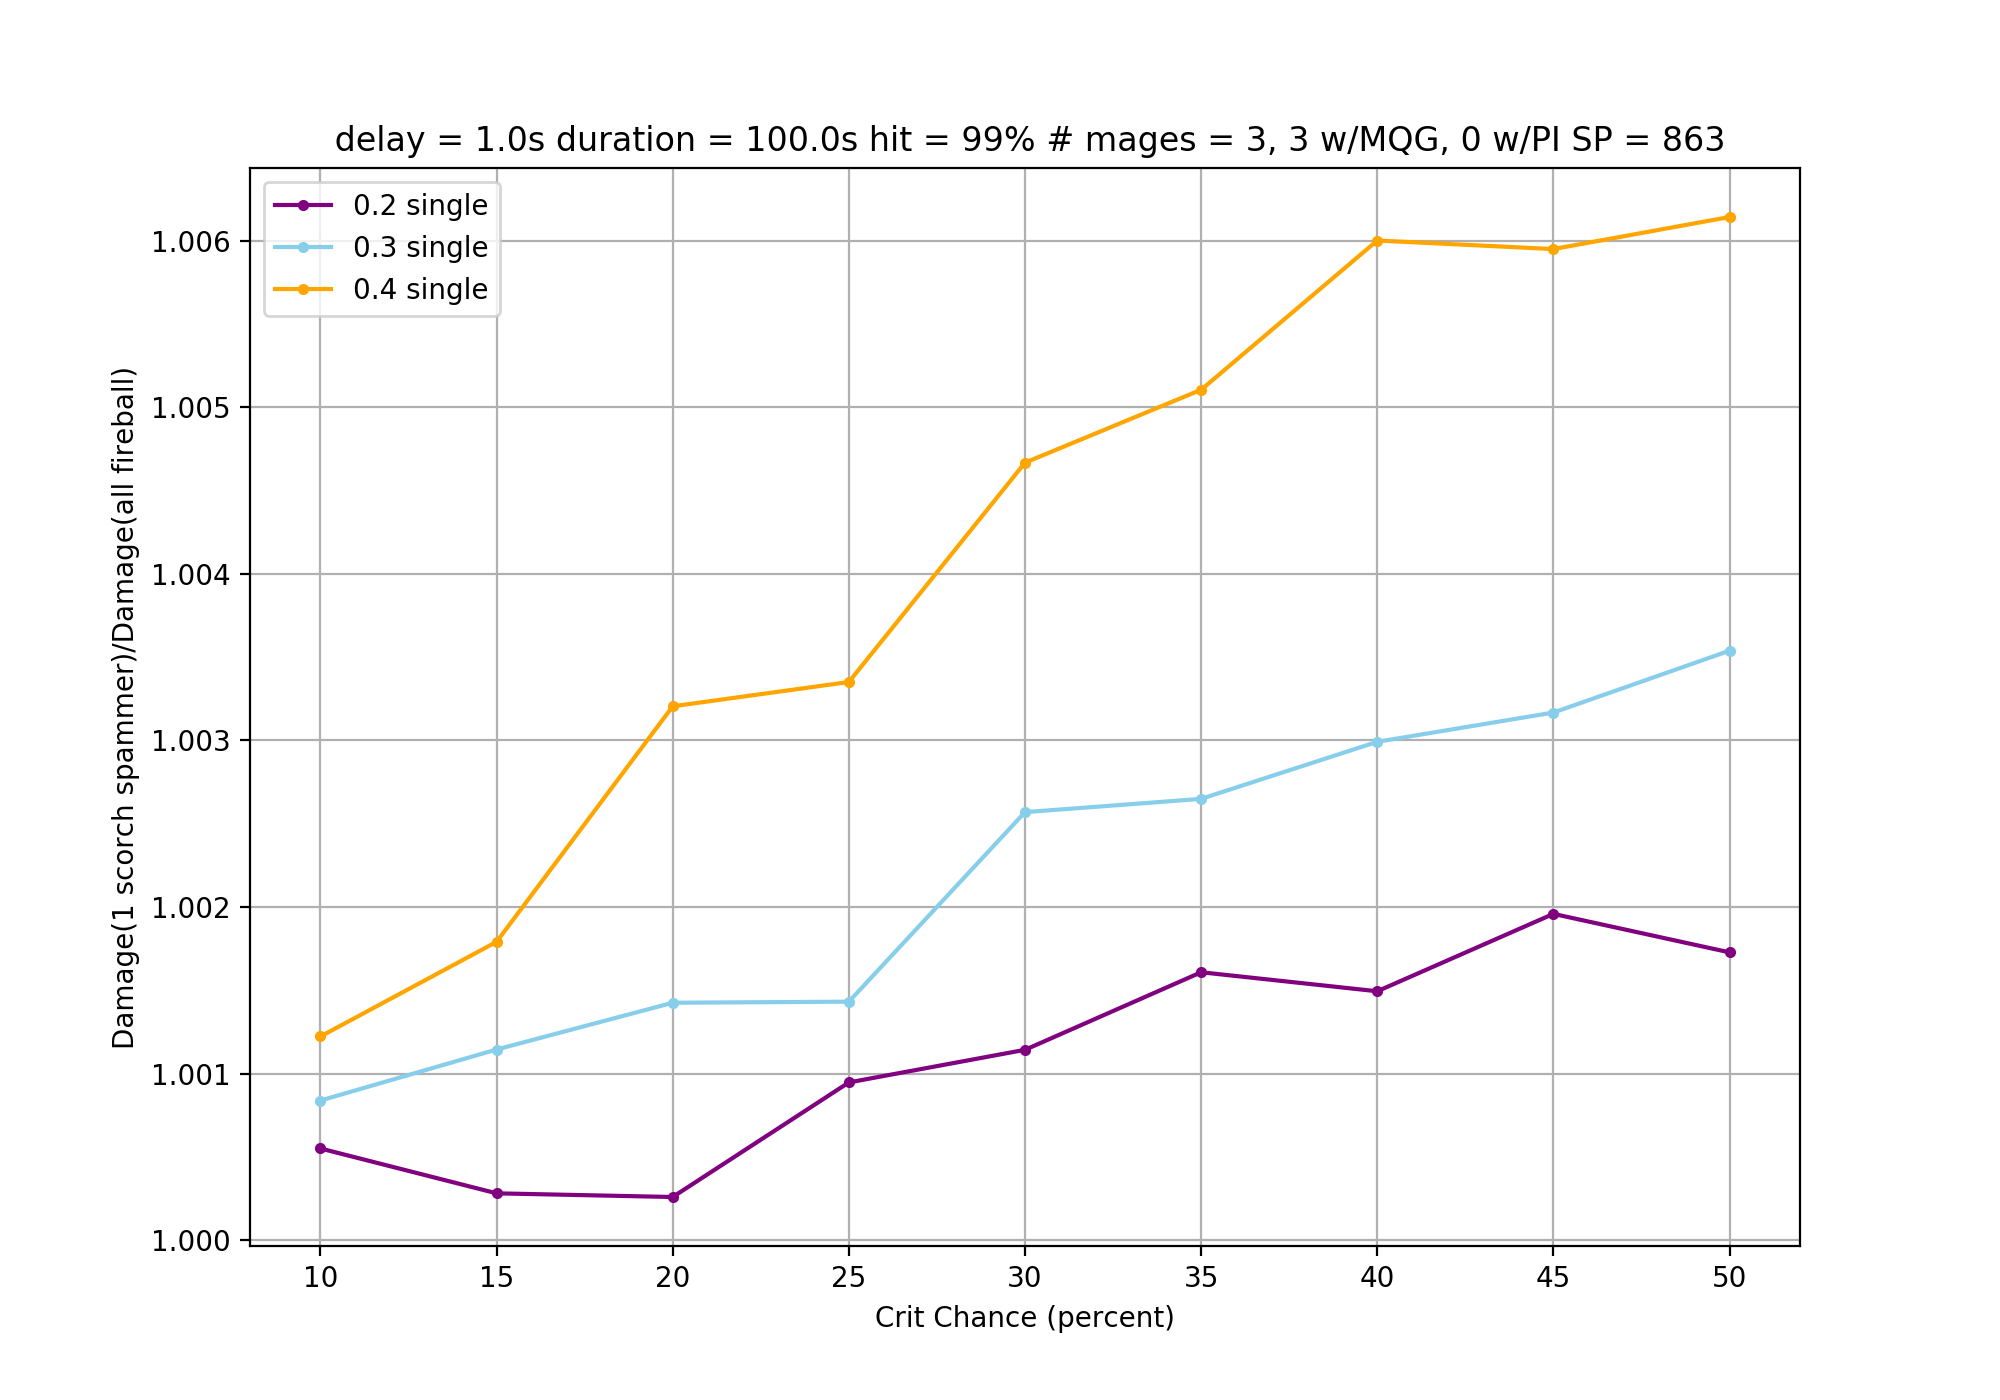 delay = 1.0s duration = 100.0s hit = 99% # mages = 3, 3 w/MQG, 0 w/PI SP = 863
0.2 single
0.3 single
0.4 single
1.006
1.005
1.004
1.003
1.002
1.001
1.000
Damage(1 scorch spammer)/Damage(all fireball)
10 15 20 25 30 35 40 45 50
Crit Chance (percent)